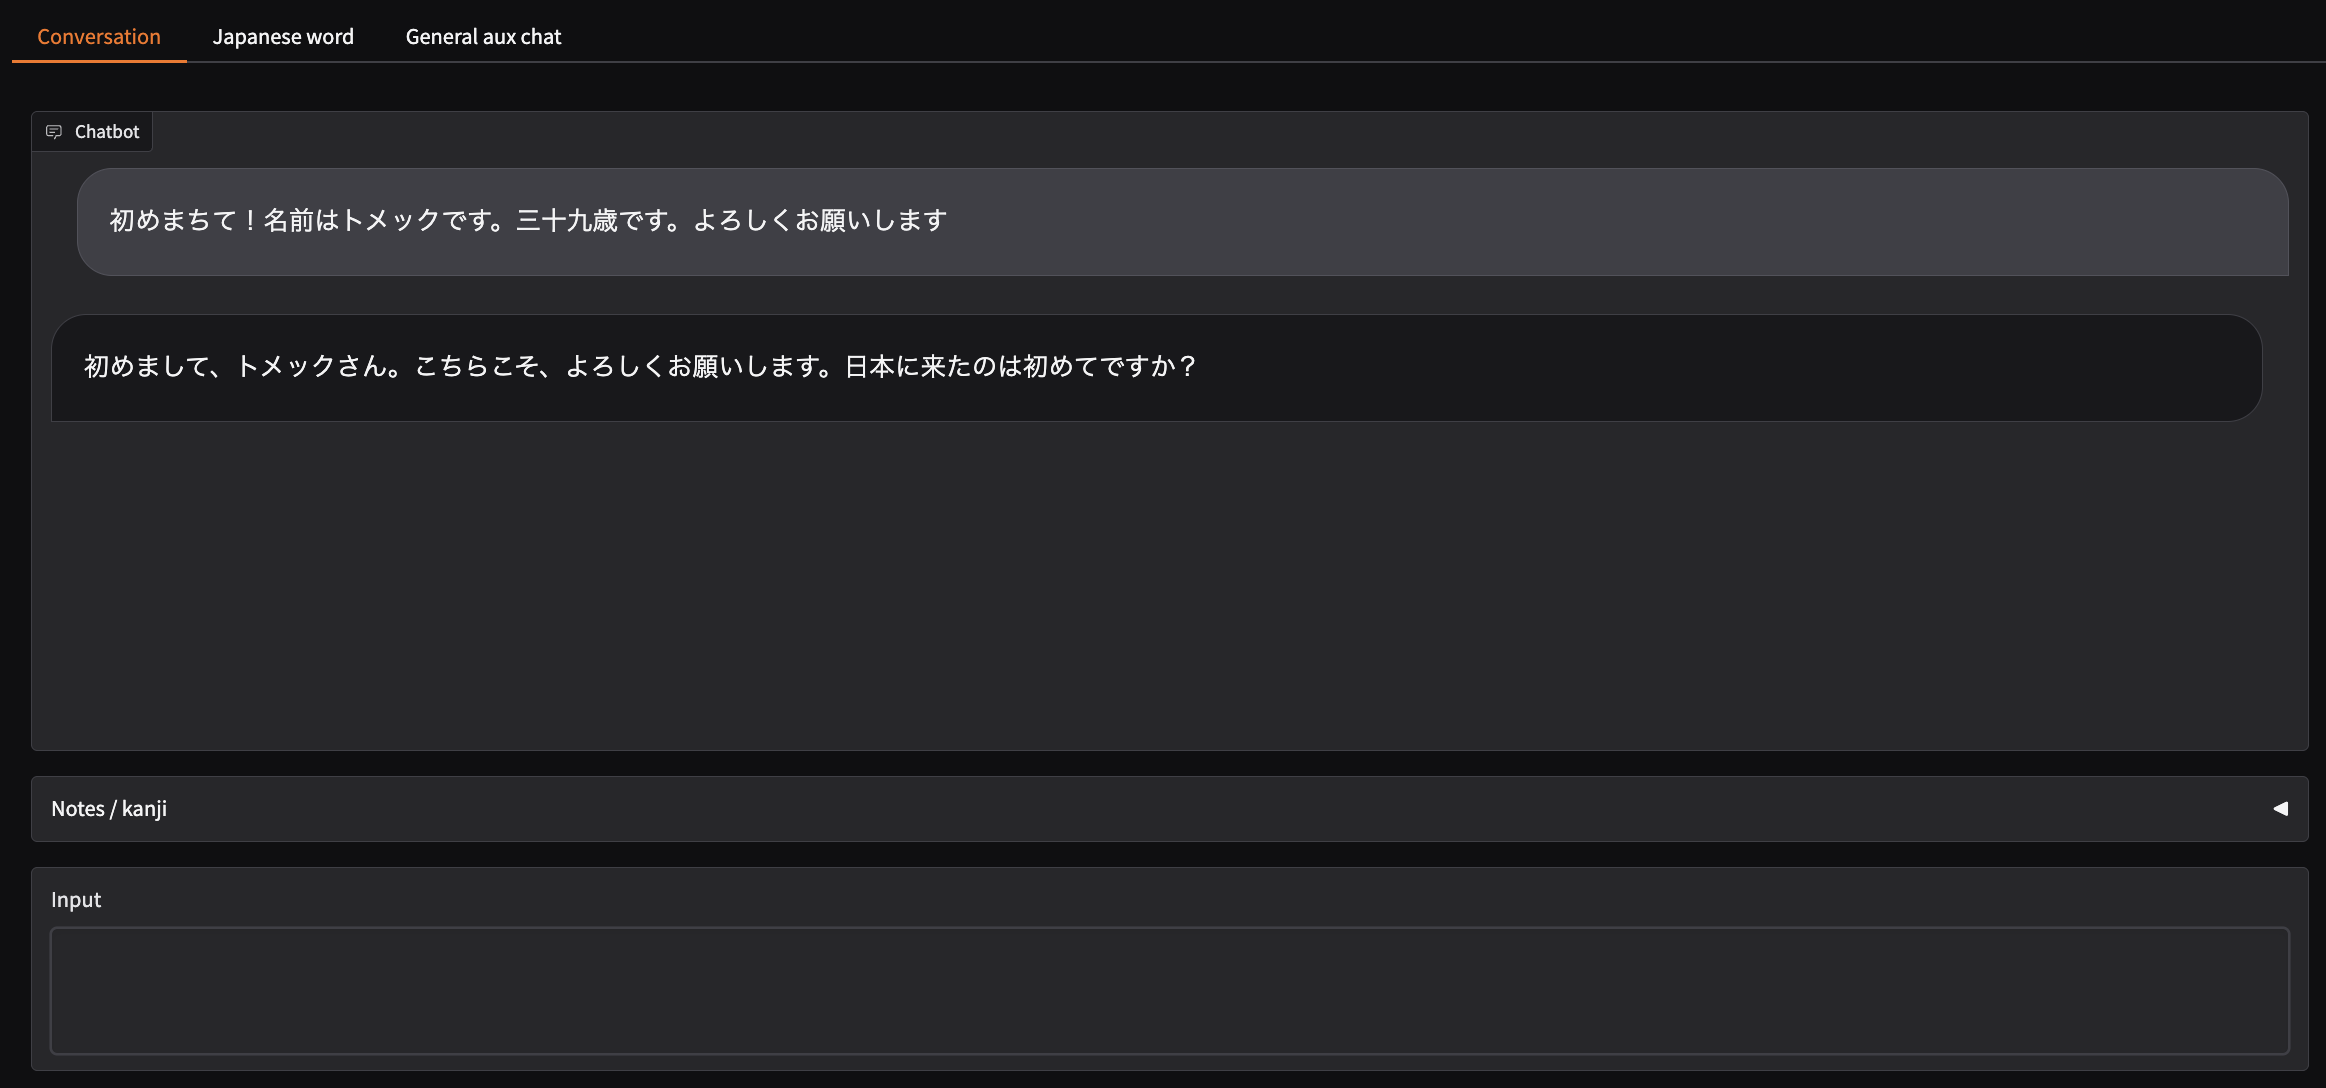 Conversation
Japanese word
General aux chat
Chatbot
初めまちて！名前はトメックです。三十九歳です。よろしくお願いします
初めまして、トメックさん。こちらこそ、よろしくお願いします。日本に来たのは初めてですか？
Notes / kanji
Input